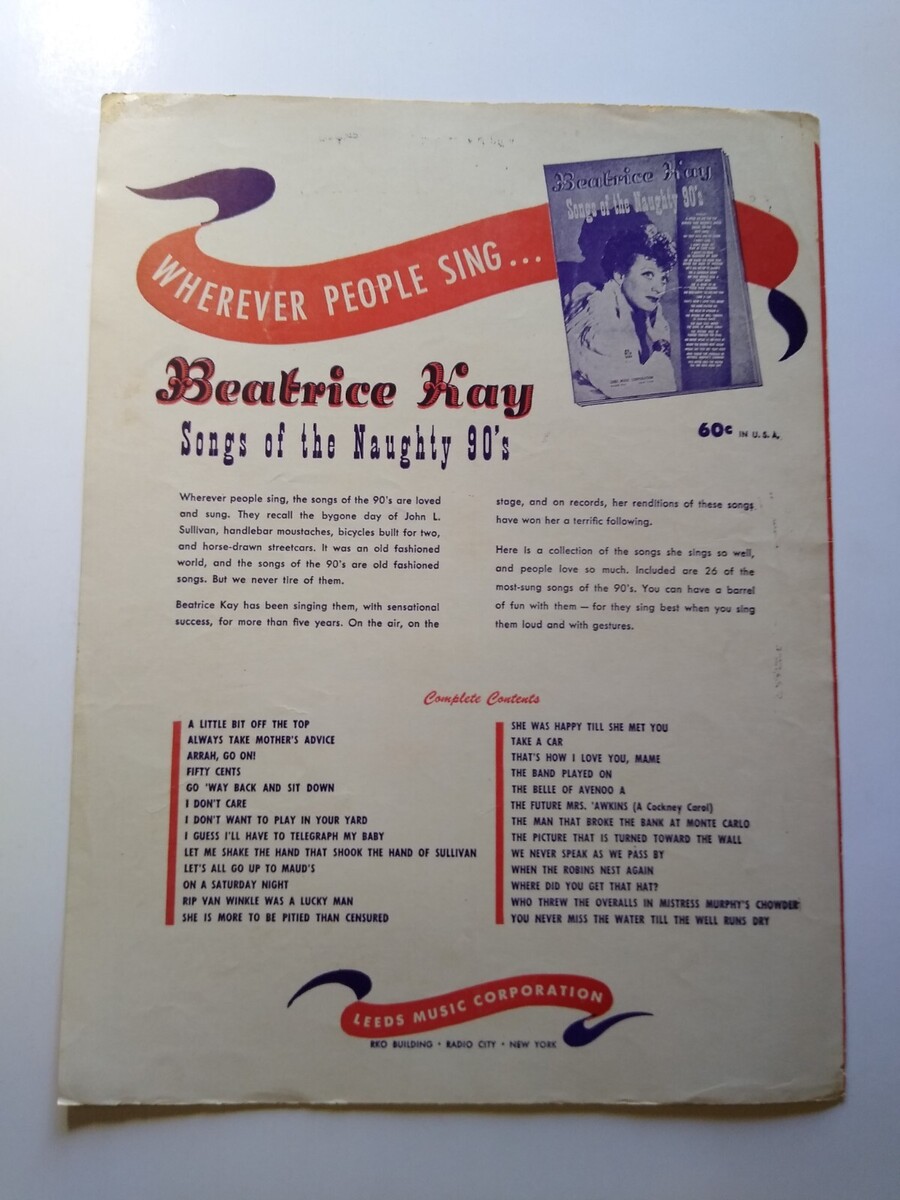 WHEREVER PEOPLE SING...
Beatrice Kay
Songs of the Naughty 90's
Beatrice Kay
Songs of the Naughty 90's
60c IN U. S. A.
Wherever people sing, the songs of the 90's are loved
and sung. They recall the bygone day of John L.
Sullivan, handlebar moustaches, bicycles built for two,
and horse-drawn streetcars. It was an old fashioned
world, and the songs of the 90's are old fashioned
songs. But we never tire of them.
Beatrice Kay has been singing them, with sensational
success, for more than five years. On the air, on the
stage, and on records, her renditions of these songs
have won her a terrific following.
Here is a collection of the songs she sings so well,
and people love so much. Included are 26 of the
most-sung songs of the 90's. You can have a barrel
of fun with them — for they sing best when you sing
them loud and with gestures.
Complete Contents
A LITTLE BIT OFF THE TOP
ALWAYS TAKE MOTHER'S ADVICE
ARRAH, GO ON!
FIFTY CENTS
GO 'WAY BACK AND SIT DOWN
I DON'T CARE
I DON'T WANT TO PLAY IN YOUR YARD
I GUESS I'LL HAVE TO TELEGRAPH MY BABY
LET ME SHAKE THE HAND THAT SHOOK THE HAND OF SULLIVAN
LET'S ALL GO UP TO MAUD'S
ON A SATURDAY NIGHT
RIP VAN WINKLE WAS A LUCKY MAN
SHE IS MORE TO BE PITIED THAN CENSURED
SHE WAS HAPPY TILL SHE MET YOU
TAKE A CAR
THAT'S HOW I LOVE YOU, MAME
THE BAND PLAYED ON
THE BELLE OF AVENOO A
THE FUTURE MRS. 'AWKINS (A Cockney Carol)
THE MAN THAT BROKE THE BANK AT MONTE CARLO
THE PICTURE THAT IS TURNED TOWARD THE WALL
WE NEVER SPEAK AS WE PASS BY
WHEN THE ROBINS NEST AGAIN
WHERE DID YOU GET THAT HAT?
WHO THREW THE OVERALLS IN MISTRESS MURPHY'S CHOWDER
YOU NEVER MISS THE WATER TILL THE WELL RUNS DRY
LEEDS MUSIC CORPORATION
RKO BUILDING • RADIO CITY • NEW YORK